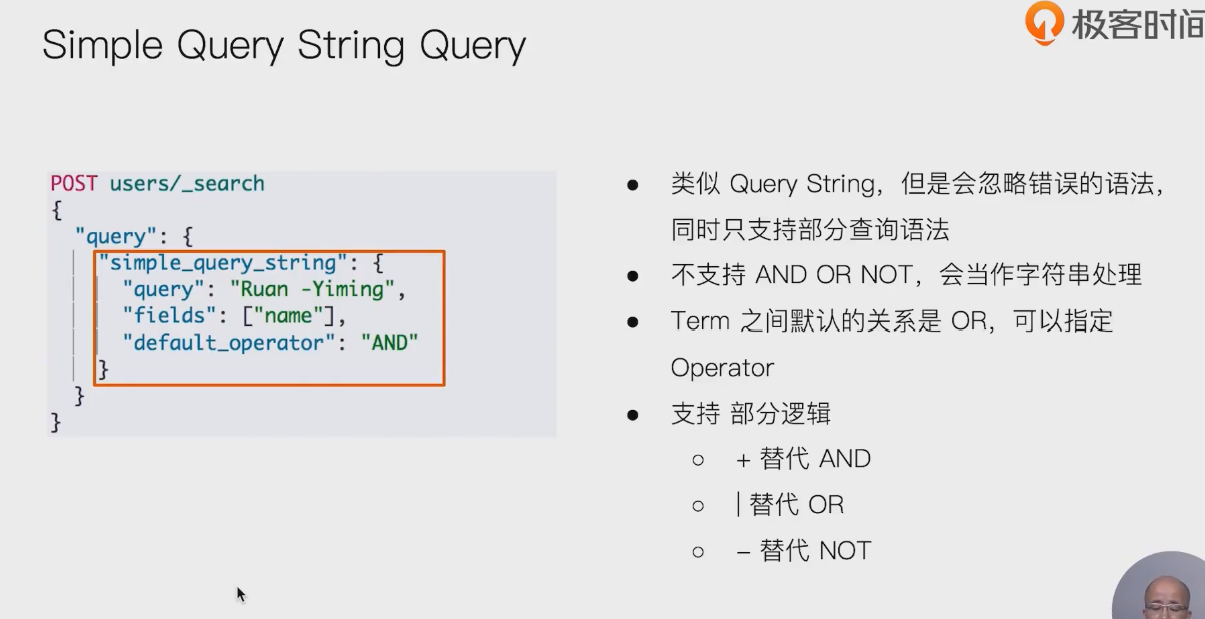 极客时间
Simple Query String Query
POST users/_search
{
"query": {
"simple_query_string": {
"query": "Ruan -Yiming",
"fields": ["name"],
"default_operator": "AND"
}
}
}
● 类似 Query String，但是会忽略错误的语法，
同时只支持部分查询语法
● 不支持 AND OR NOT，会当作字符串处理
● Term 之间默认的关系是 OR，可以指定
Operator
● 支持 部分逻辑
○ + 替代 AND
○ | 替代 OR
○ – 替代 NOT